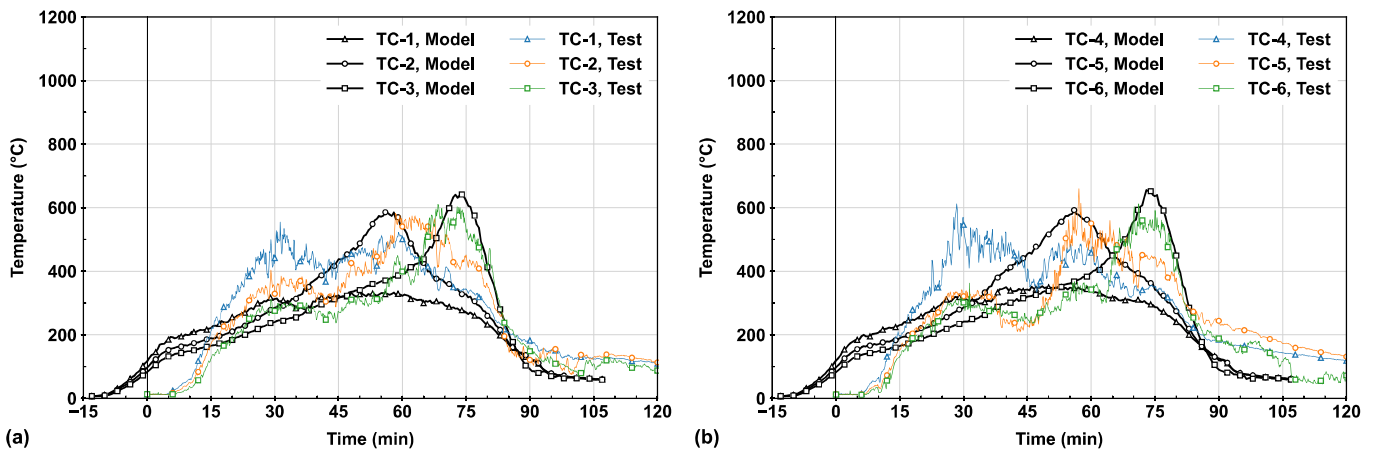 1200
1000
800
600
400
200
0
Temperature (°C)
TC-1, Model
TC-2, Model
TC-3, Model
TC-1, Test
TC-2, Test
TC-3, Test
−15 0 15 30 45 60 75 90 105 120
Time (min)
(a)
1200
1000
800
600
400
200
0
Temperature (°C)
TC-4, Model
TC-5, Model
TC-6, Model
TC-4, Test
TC-5, Test
TC-6, Test
−15 0 15 30 45 60 75 90 105 120
Time (min)
(b)